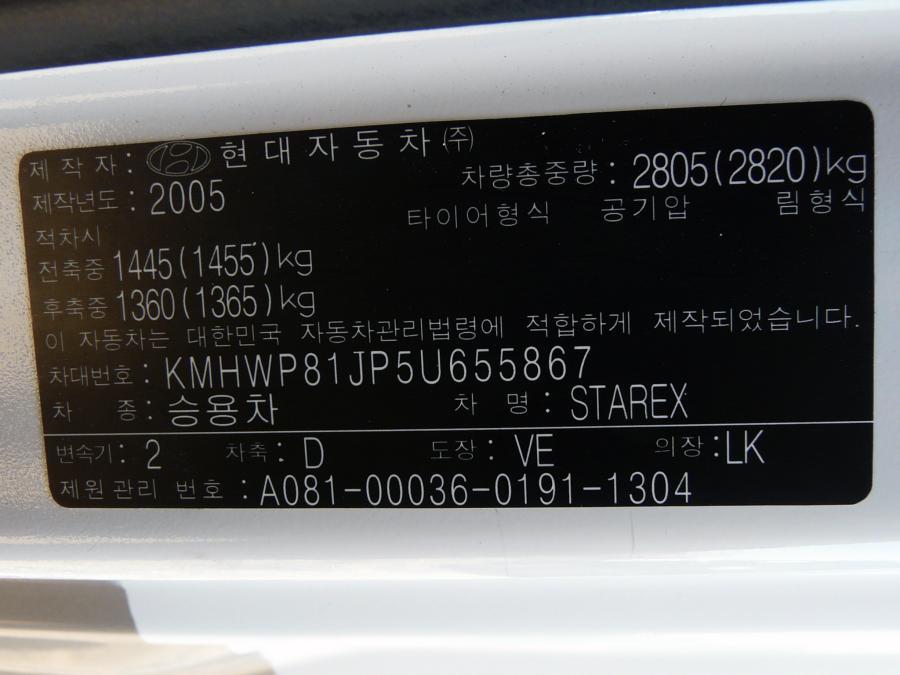 제 작 자 : 현대자동차㈜
차량총중량 : 2805(2820)kg
제작년도 : 2005
타이어형식 공기압 림형식
적차시
전축중 1445(1455)kg
후축중 1360(1365)kg
이 자동차는 대한민국 자동차관리법령에 적합하게 제작되었습니다.
차대번호 : KMHWP81JP5U655867
차 종 : 승용차 차 명 : STAREX
변속기 : 2 차축 : D 도장 : VE 의장 : LK
제원관리 번호 : A081-00036-0191-1304